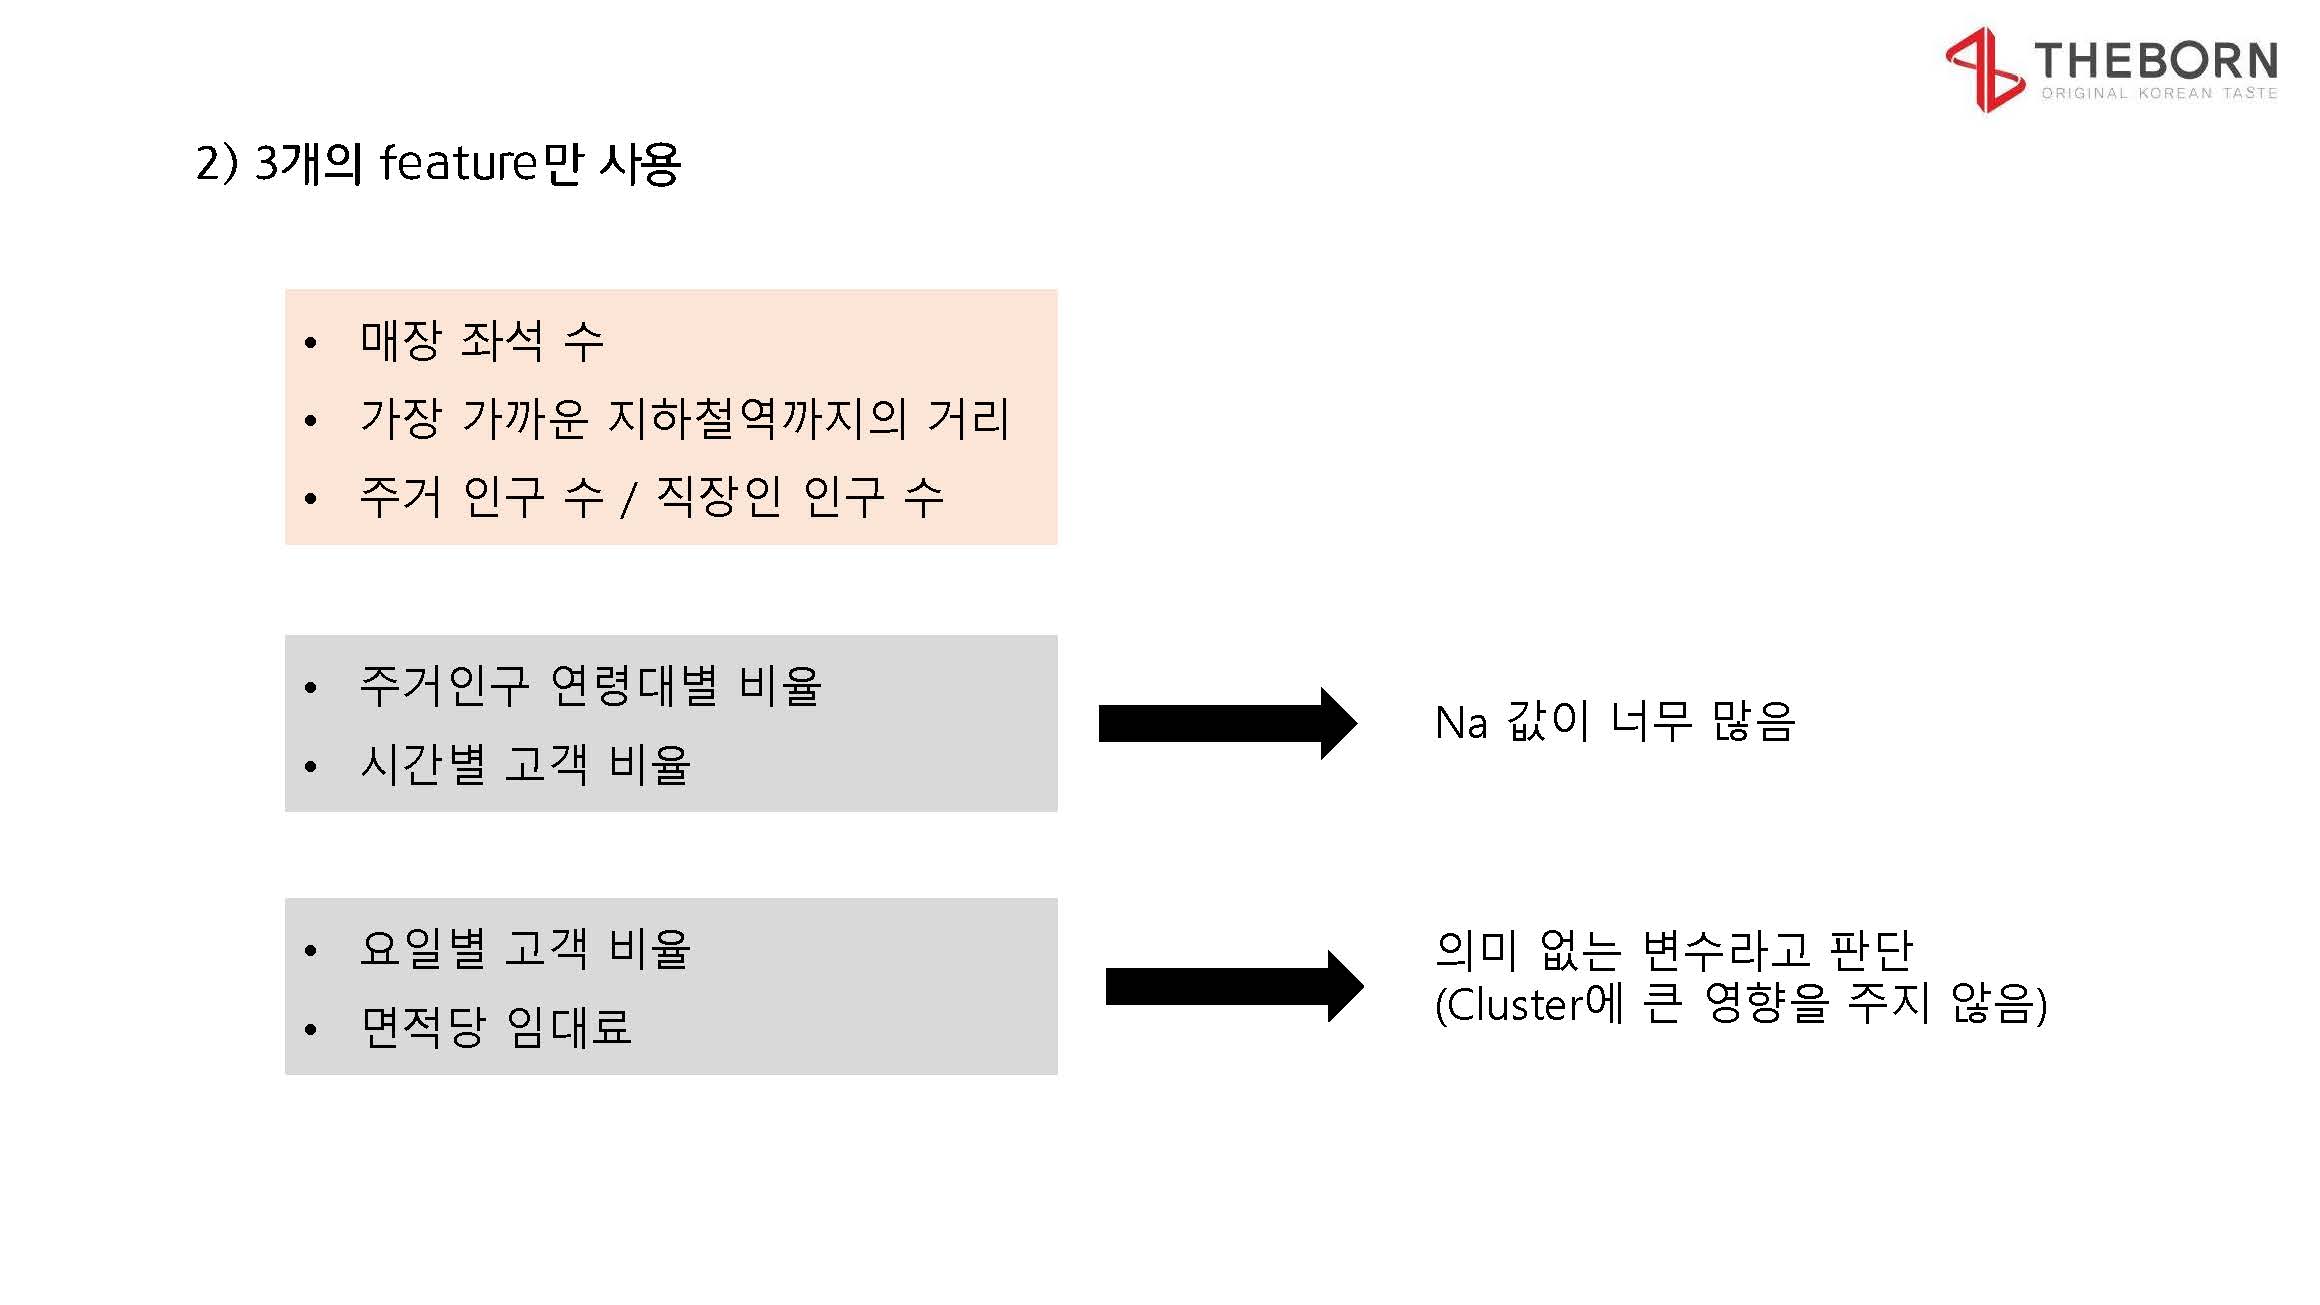 THEBORN
ORIGINAL KOREAN TASTE
2) 3개의 feature만 사용
• 매장 좌석 수
• 가장 가까운 지하철역까지의 거리
• 주거 인구 수 / 직장인 인구 수
• 주거인구 연령대별 비율
• 시간별 고객 비율
Na 값이 너무 많음
• 요일별 고객 비율
• 면적당 임대료
의미 없는 변수라고 판단
(Cluster에 큰 영향을 주지 않음)